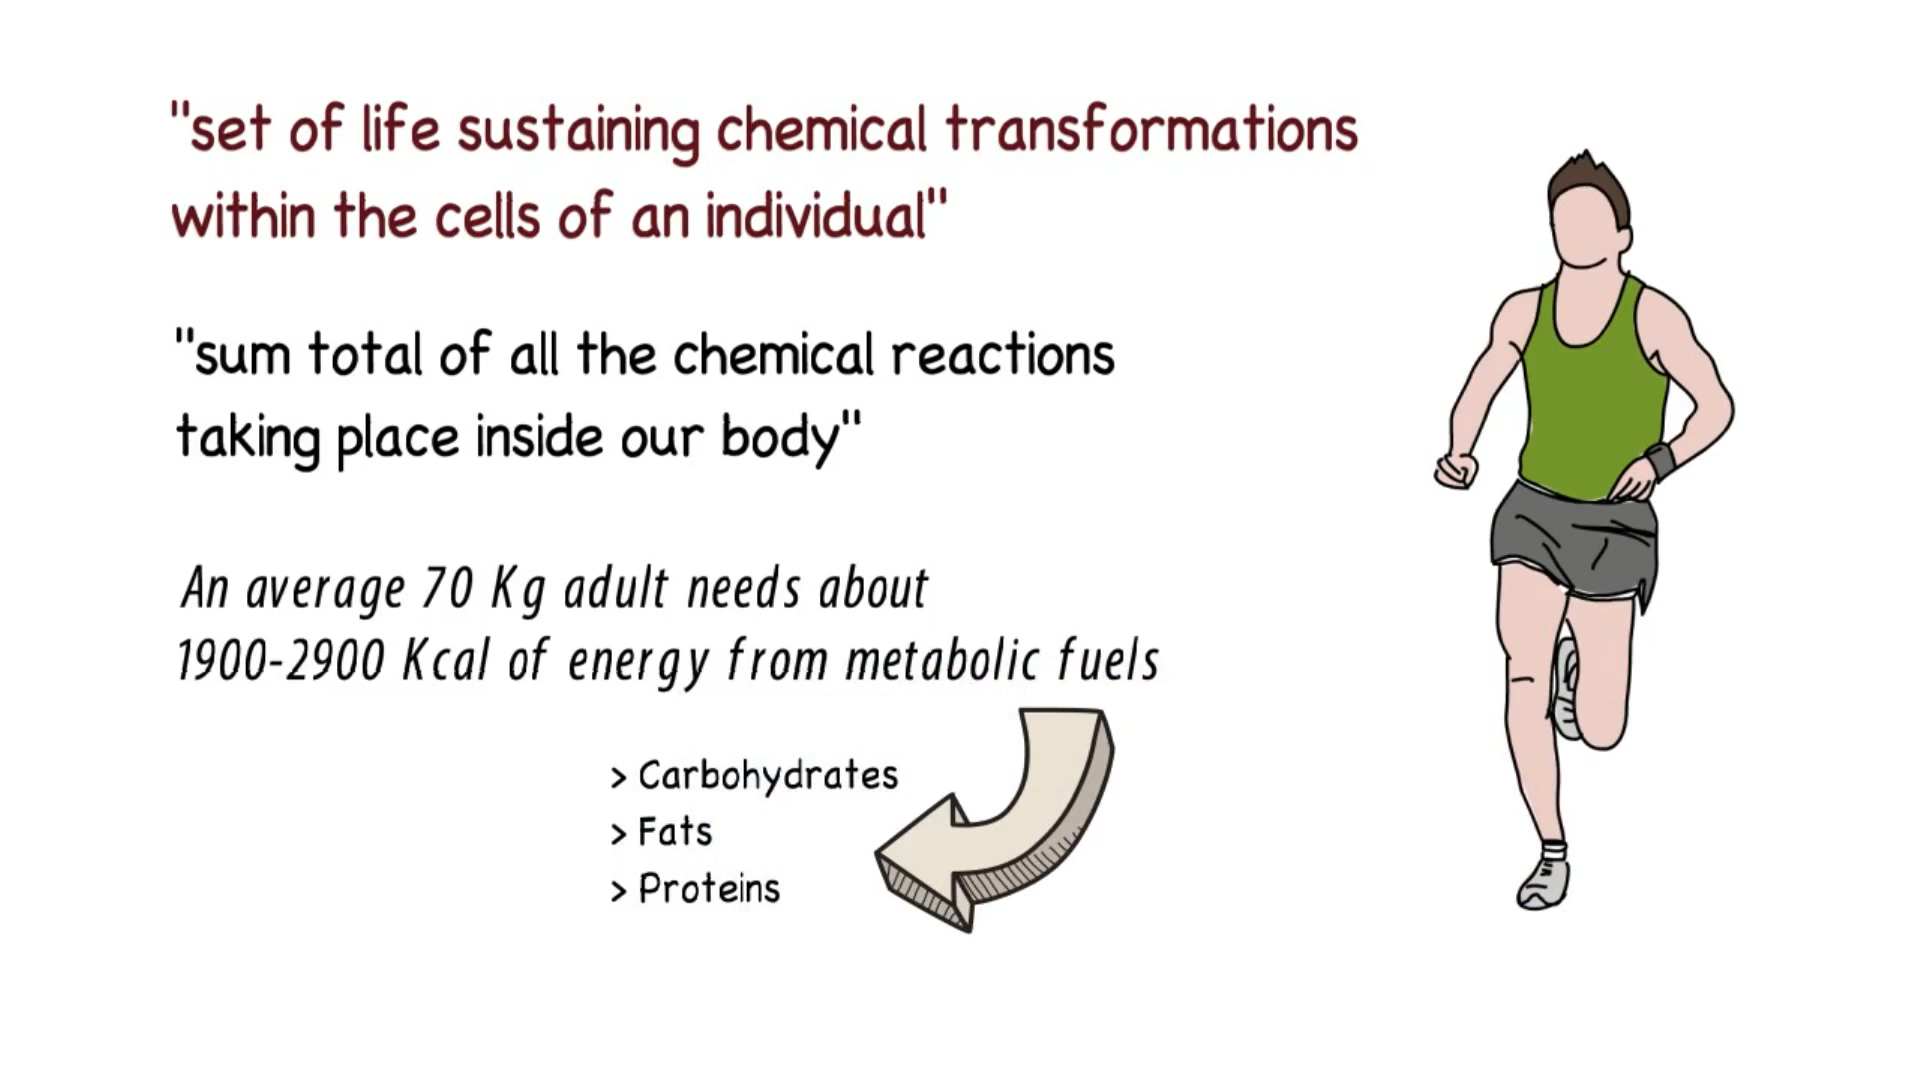 "set of life sustaining chemical transformations
within the cells of an individual"
"sum total of all the chemical reactions
taking place inside our body"
An average 70 Kg adult needs about
1900-2900 Kcal of energy from metabolic fuels
> Carbohydrates
> Fats
> Proteins